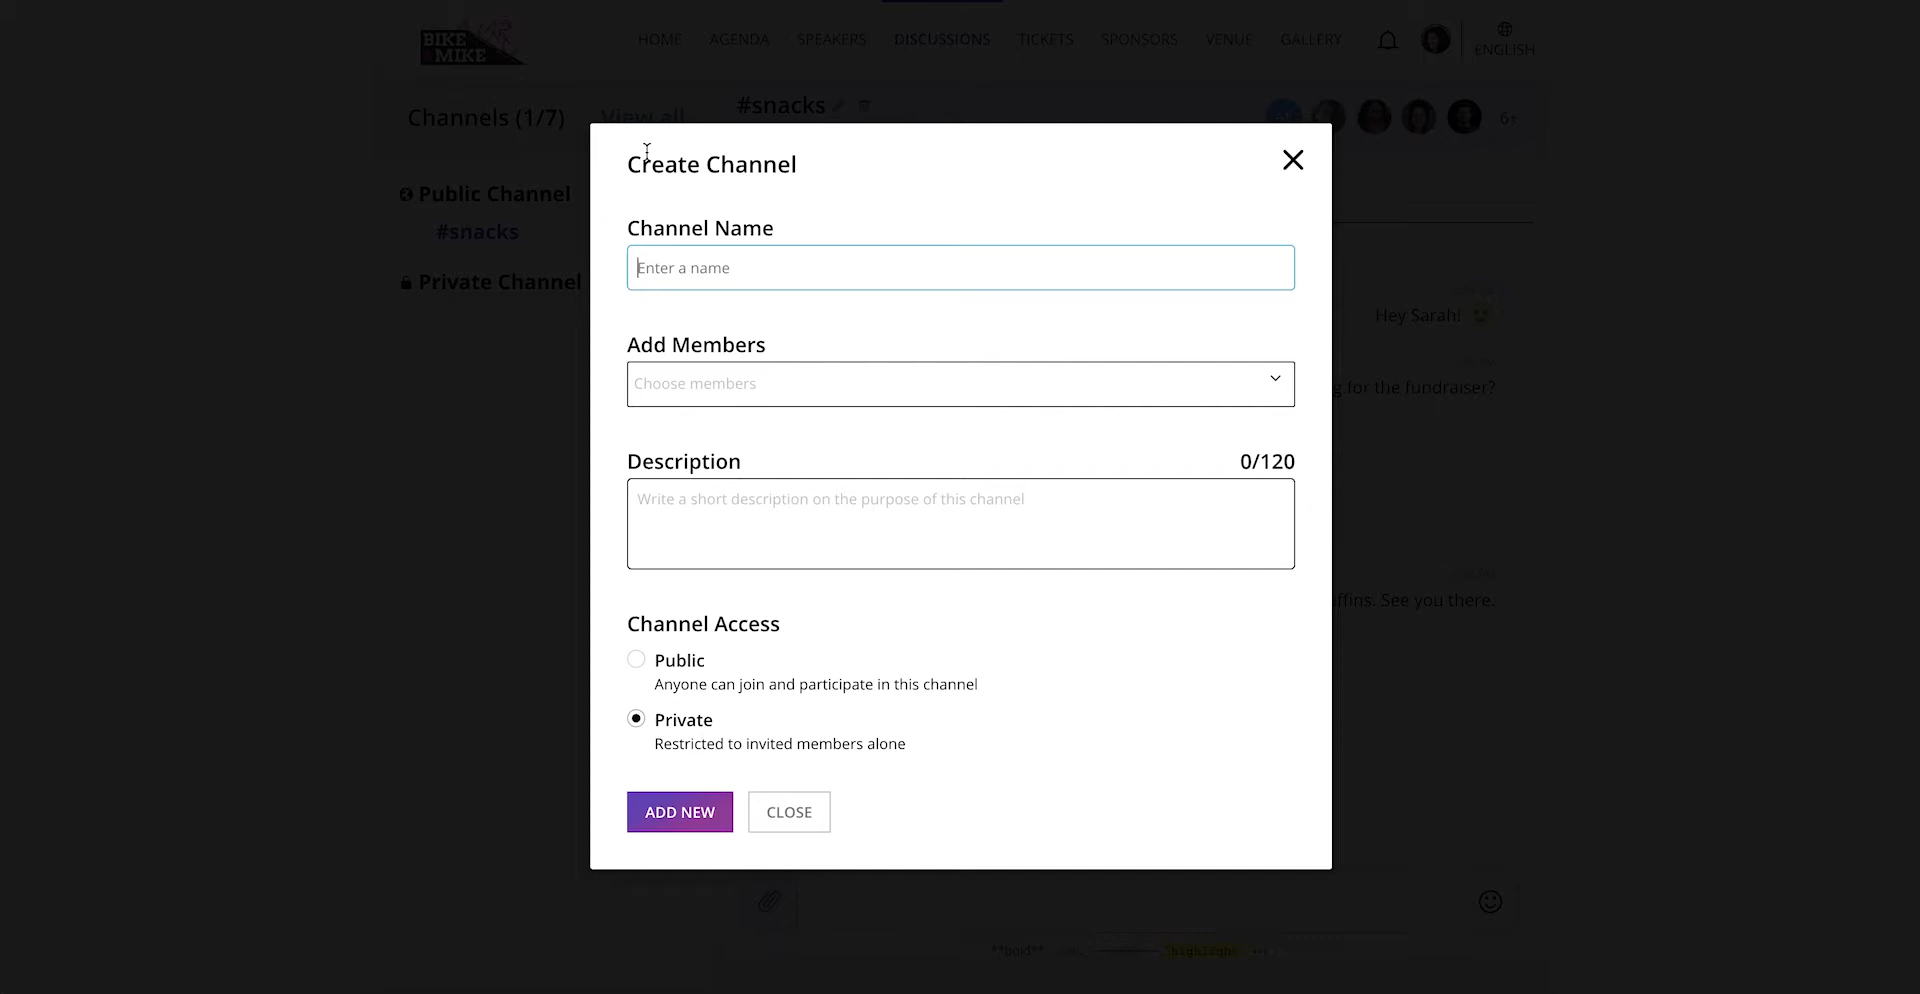 BIKE
MIKE
HOME AGENDA SPEAKERS DISCUSSIONS TICKETS SPONSORS VENUE GALLERY ENGLISH
Channels (1/7) View all #snacks 6+
Public Channel
#snacks
Private Channel
Create Channel
Channel Name
Enter a name
Add Members
Choose members
Description 0/120
Write a short description on the purpose of this channel
Channel Access
Public
Anyone can join and participate in this channel
Private
Restricted to invited members alone
ADD NEW CLOSE
Hey Sarah!
for the fundraiser?
See you there.
**bold** highlight